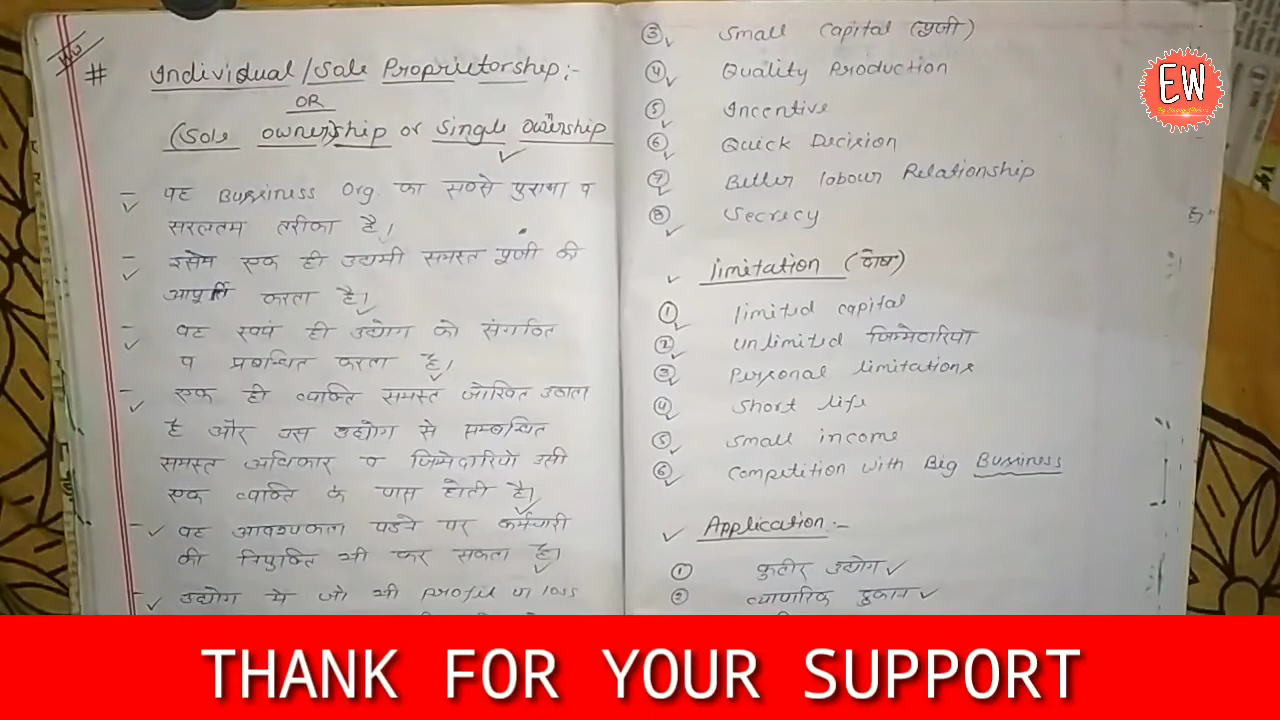 # Individual / Sole Proprietorship :-
OR
(Sole ownership or Single ownership
- यह Bussiness Org. का सबसे पुराना व
सरलतम तरीका है।
- इसेम एक ही उद्यमी समस्त पूजी की
आपूर्ति करता है।
- वह स्वयं ही उद्योग को संगठित
व प्रबन्धित करता है।
- एक ही व्यक्ति समस्त जोखित उठाता
है और उस उद्योग से सम्बन्धित
समस्त अधिकार व जिमेदारियो उसी
एक व्यक्ति के पास होती है।
- वह आवश्यकता पडने पर कर्मचारी
की नियुक्ति भी कर सकता है।
- उद्योग मे जो भी profit व loss
③ Small Capital (पूजी)
④ Quality Production
⑤ Incentive
⑥ Quick Decision
⑦ Better labour Relationship
⑧ Secrecy
limitation (दोष)
① limited capital
② unlimited जिम्मेदारियाँ
③ Personal limitations
④ Short life
⑤ Small income
⑥ Competition with Big Bussiness
Application:-
① कुटीर उद्योग
② व्यापारिक दुकान
EW
THANK FOR YOUR SUPPORT